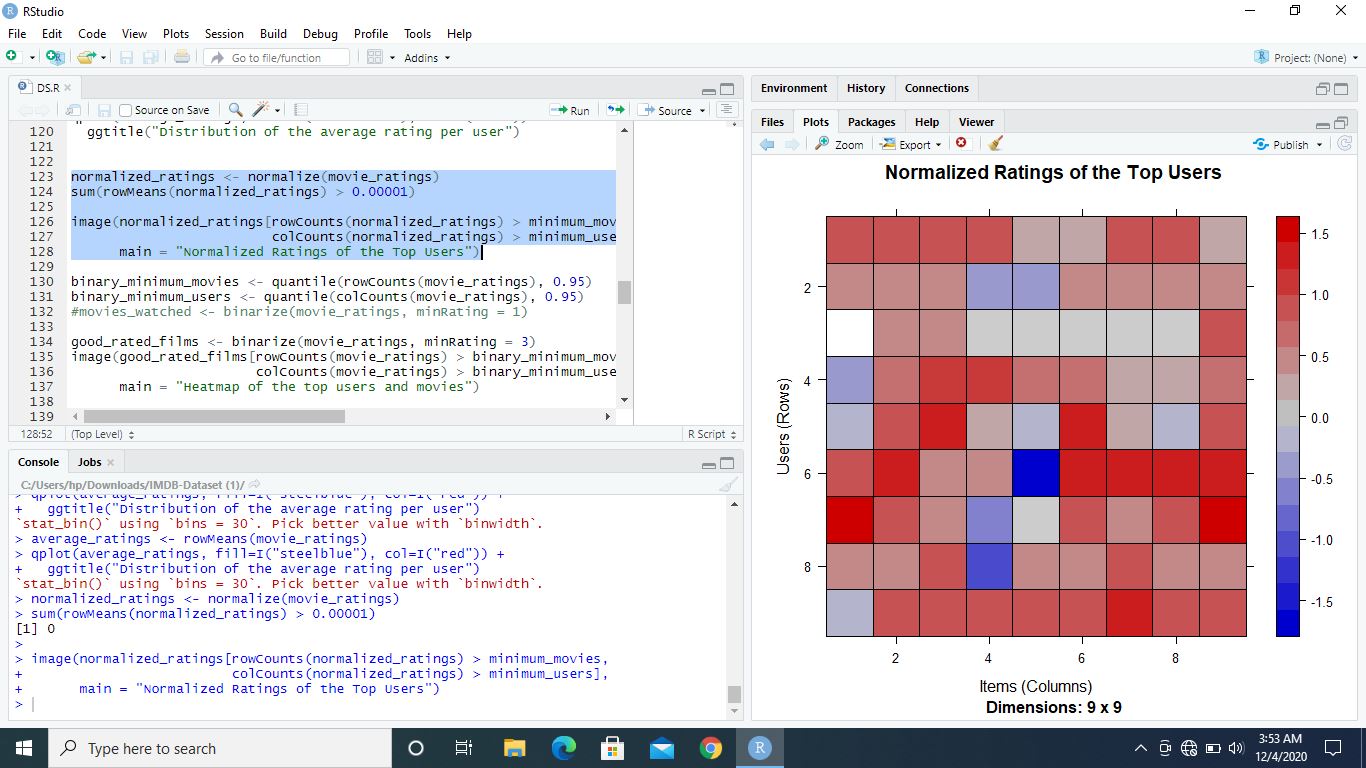 RStudio
File Edit Code View Plots Session Build Debug Profile Tools Help
Go to file/function Addins Project: (None)
DS.R
Source on Save Run Source
120 ggtitle("Distribution of the average rating per user")
121
122
123 normalized_ratings <- normalize(movie_ratings)
124 sum(rowMeans(normalized_ratings) > 0.00001)
125
126 image(normalized_ratings[rowCounts(normalized_ratings) > minimum_mov
127 colCounts(normalized_ratings) > minimum_use
128 main = "Normalized Ratings of the Top Users")
129
130 binary_minimum_movies <- quantile(rowCounts(movie_ratings), 0.95)
131 binary_minimum_users <- quantile(colCounts(movie_ratings), 0.95)
132 #movies_watched <- binarize(movie_ratings, minRating = 1)
133
134 good_rated_films <- binarize(movie_ratings, minRating = 3)
135 image(good_rated_films[rowCounts(movie_ratings) > binary_minimum_mov
136 colCounts(movie_ratings) > binary_minimum_use
137 main = "Heatmap of the top users and movies")
138
139
128:52 (Top Level) R Script
Console Jobs
C:/Users/hp/Downloads/IMDB-Dataset (1)/
> qplot(average_ratings, fill=I("steelblue"), col=I("red")) +
+ ggtitle("Distribution of the average rating per user")
`stat_bin()` using `bins = 30`. Pick better value with `binwidth`.
> average_ratings <- rowMeans(movie_ratings)
> qplot(average_ratings, fill=I("steelblue"), col=I("red")) +
+ ggtitle("Distribution of the average rating per user")
`stat_bin()` using `bins = 30`. Pick better value with `binwidth`.
> normalized_ratings <- normalize(movie_ratings)
> sum(rowMeans(normalized_ratings) > 0.00001)
[1] 0
>
> image(normalized_ratings[rowCounts(normalized_ratings) > minimum_movies,
+ colCounts(normalized_ratings) > minimum_users],
+ main = "Normalized Ratings of the Top Users")
>
Environment History Connections
Files Plots Packages Help Viewer
Zoom Export Publish
Normalized Ratings of the Top Users
Users (Rows)
2
4
6
8
2 4 6 8
Items (Columns)
Dimensions: 9 x 9
1.5
1.0
0.5
0.0
-0.5
-1.0
-1.5
Type here to search
3:53 AM
12/4/2020